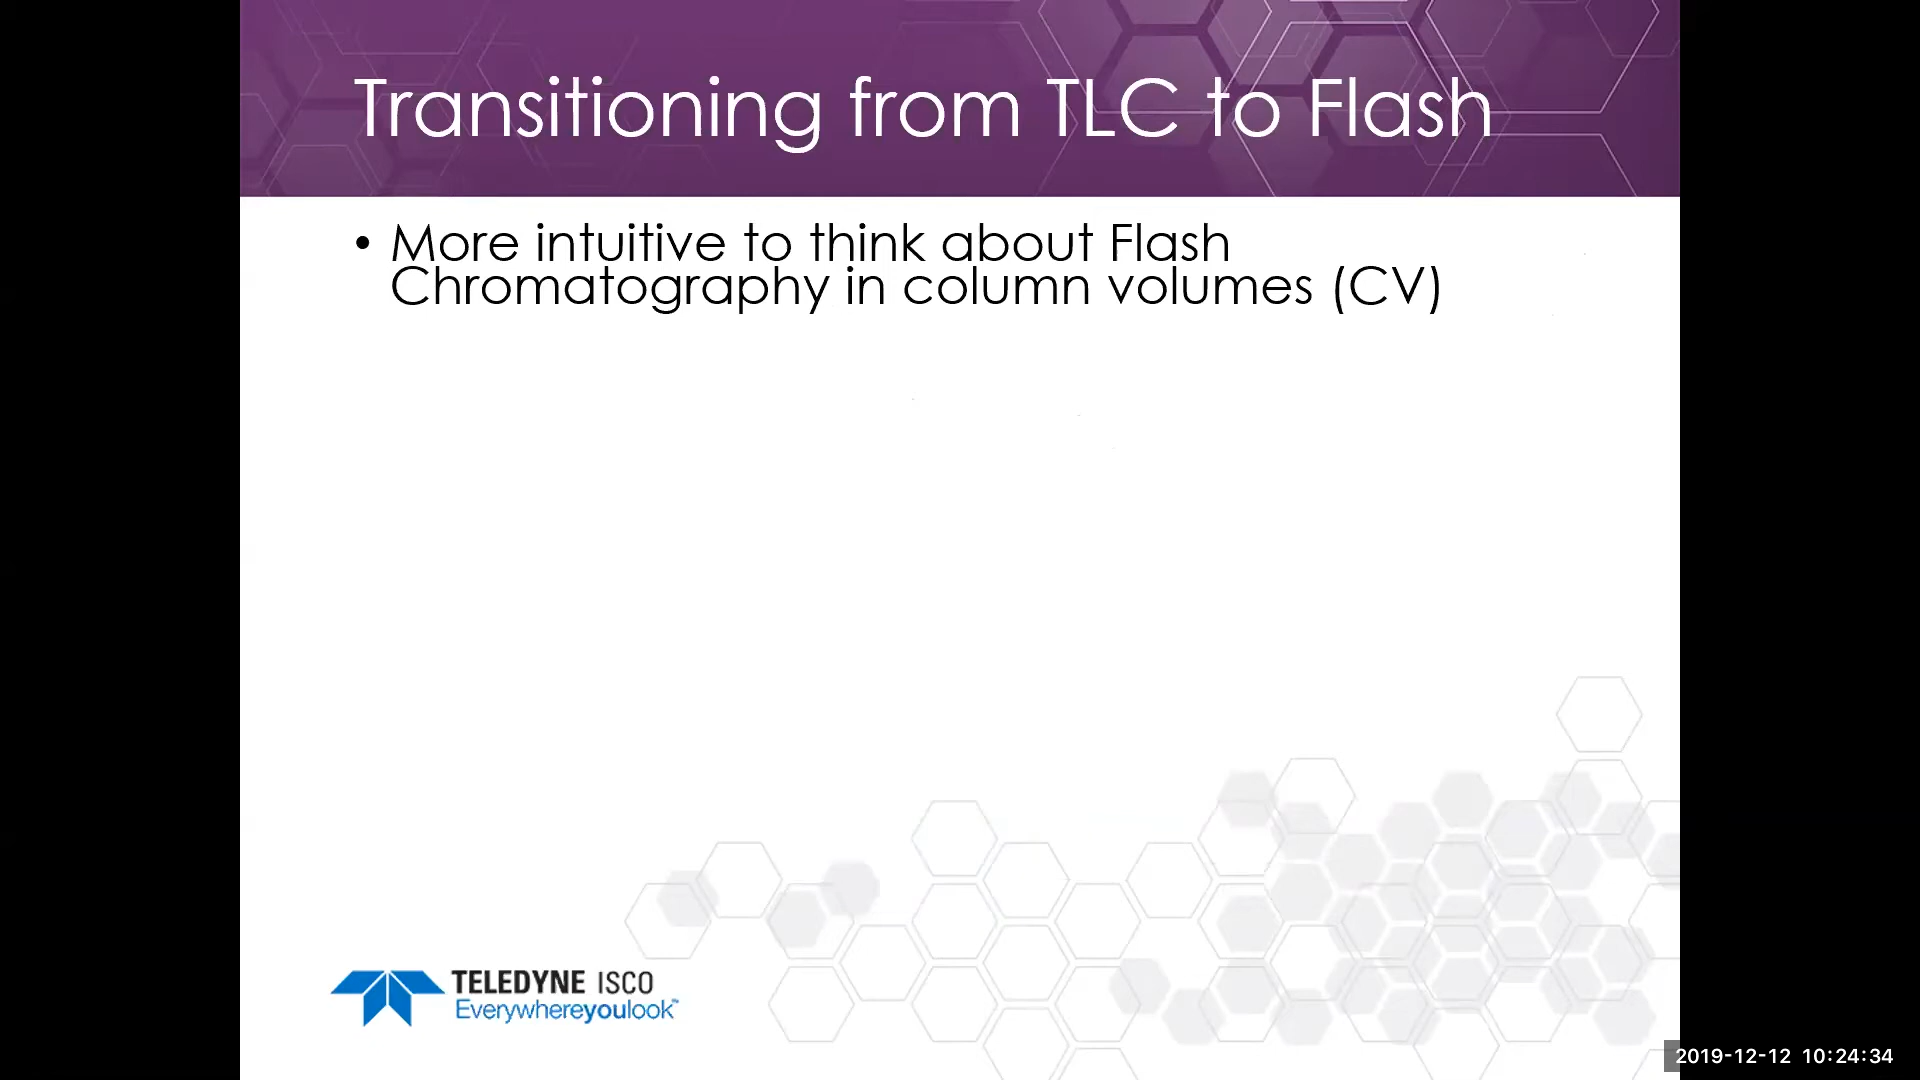 Transitioning from TLC to Flash
• More intuitive to think about Flash
Chromatography in column volumes (CV)
TELEDYNE ISCO
Everywhereyoulook™
2019-12-12 10:24:34